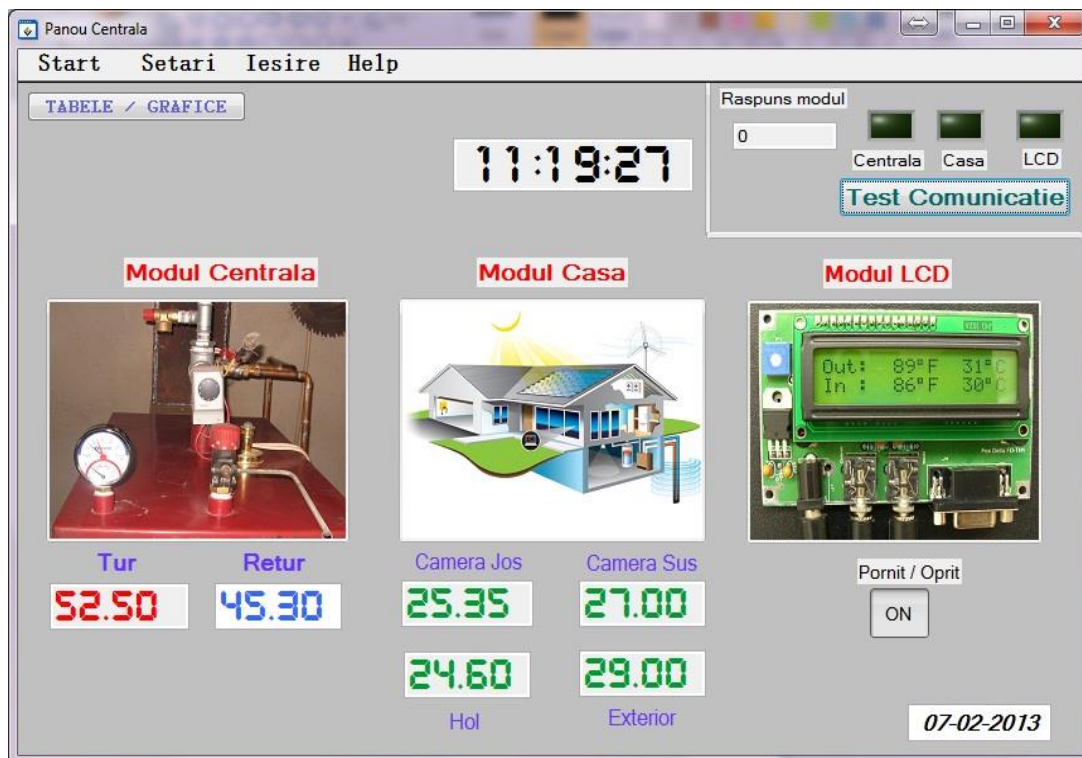 Panou Centrala
Start Setari Iesire Help
TABELE / GRAFICE
Raspuns modul
0
Centrala Casa LCD
Test Comunicatie
11:19:27
Modul Centrala
Modul Casa
Modul LCD
Out: 89°F 31°C
In : 86°F 30°C
Tur
Retur
52.50
45.30
Camera Jos
Camera Sus
25.35
27.00
24.60
29.00
Hol
Exterior
Pornit / Oprit
ON
07-02-2013